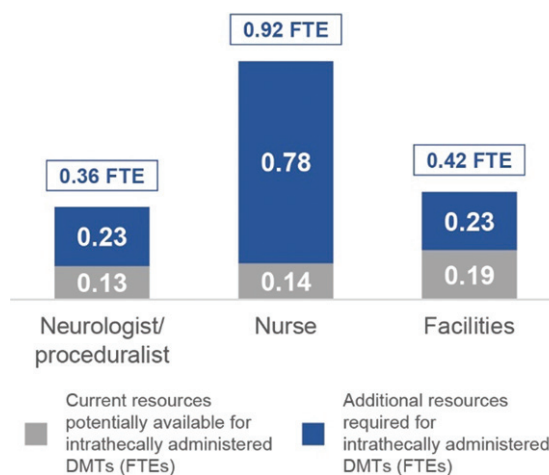 0.92 FTE
0.36 FTE
0.42 FTE
0.23
0.78
0.23
0.13
0.14
0.19
Neurologist/
proceduralist
Nurse
Facilities
Current resources
potentially available for
intrathecally administered
DMTs (FTEs)
Additional resources
required for
intrathecally administered
DMTs (FTEs)